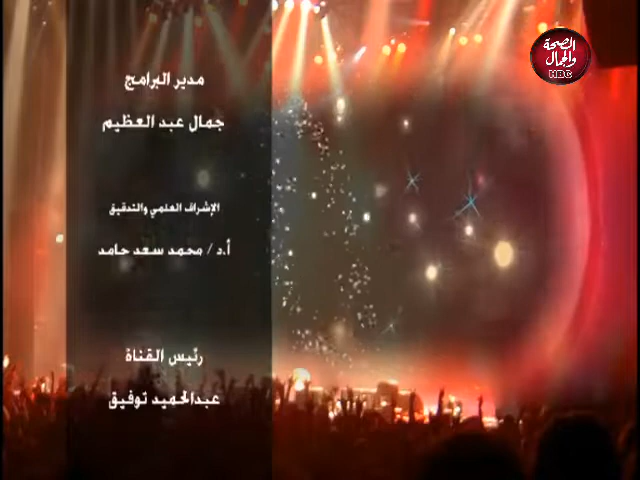 الصحة
والجمال
HBC
مدير البرامج
جمال عبد العظيم
الإشراف العلمي والتدقيق
أ.د / محمد سعد حامد
رئيس القناة
عبدالحميد توفيق